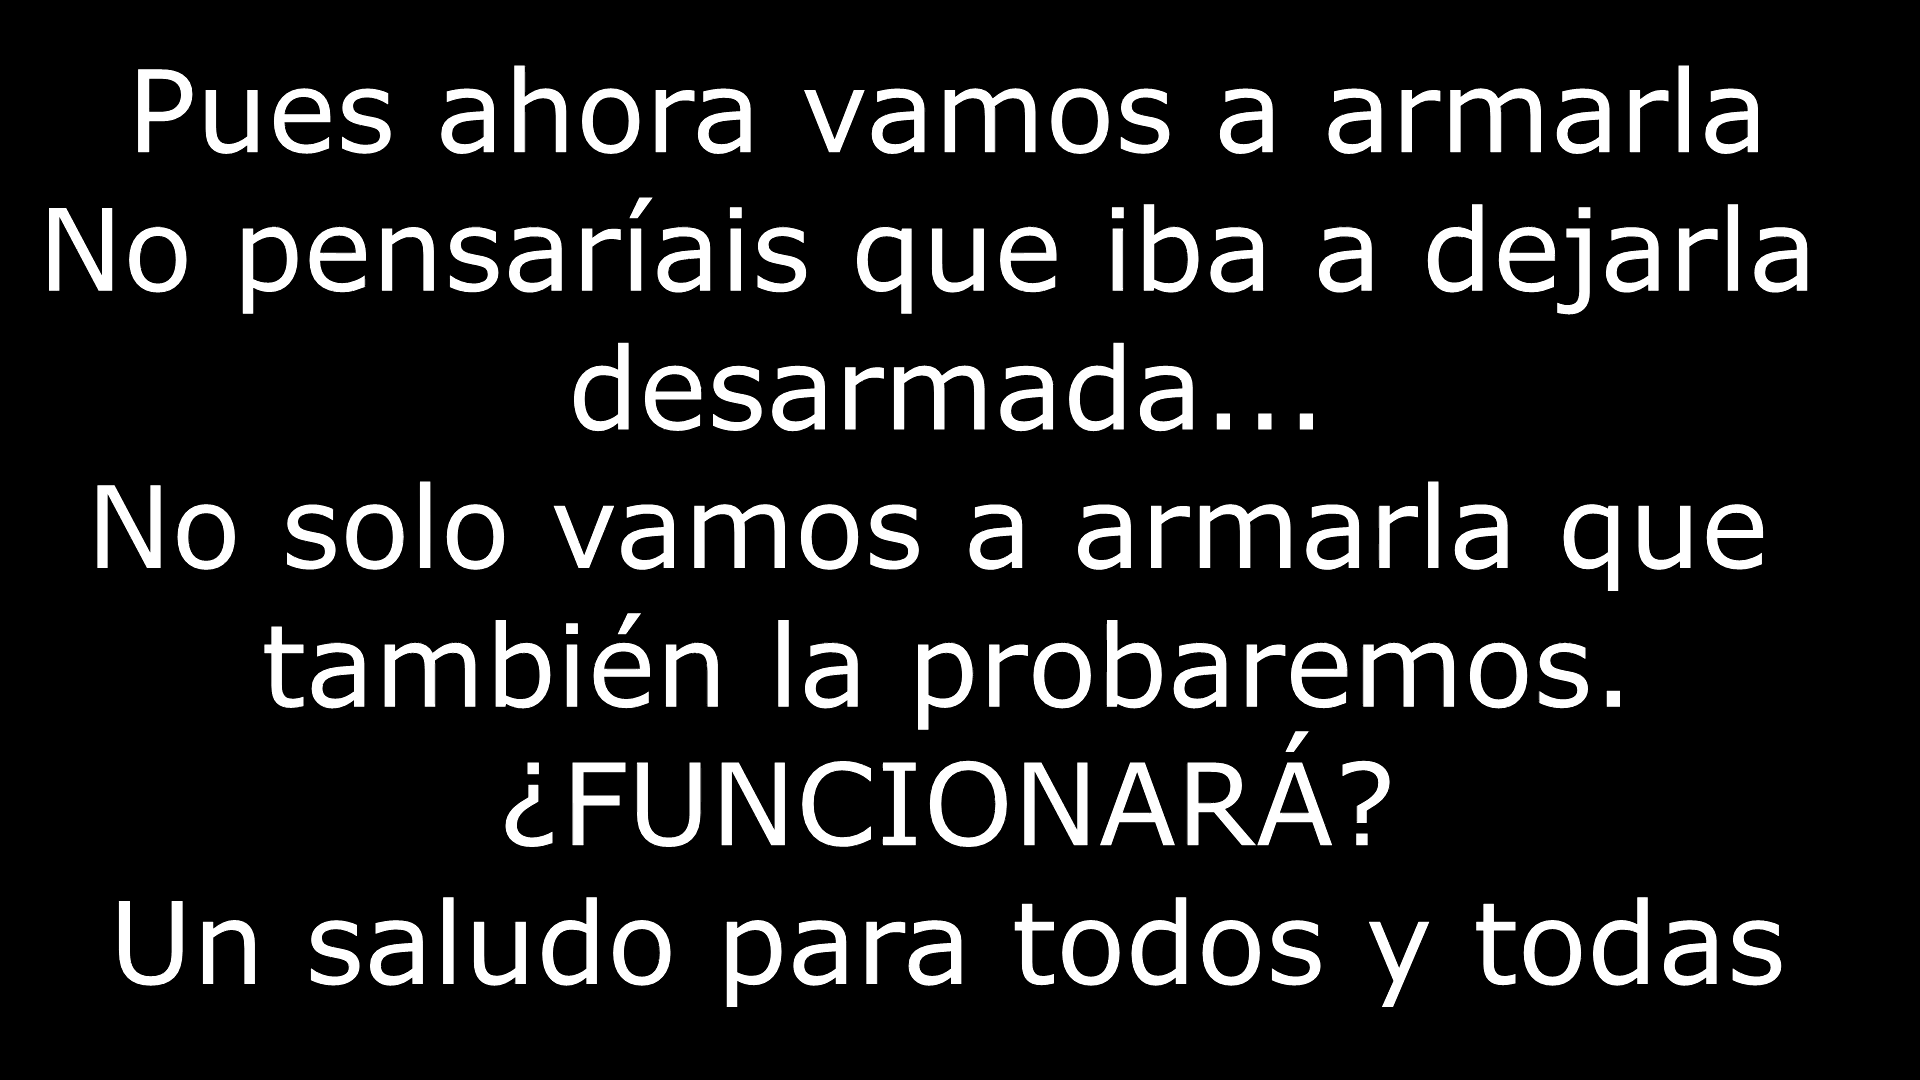 Pues ahora vamos a armarla
No pensaríais que iba a dejarla
desarmada...
No solo vamos a armarla que
también la probaremos.
¿FUNCIONARÁ?
Un saludo para todos y todas